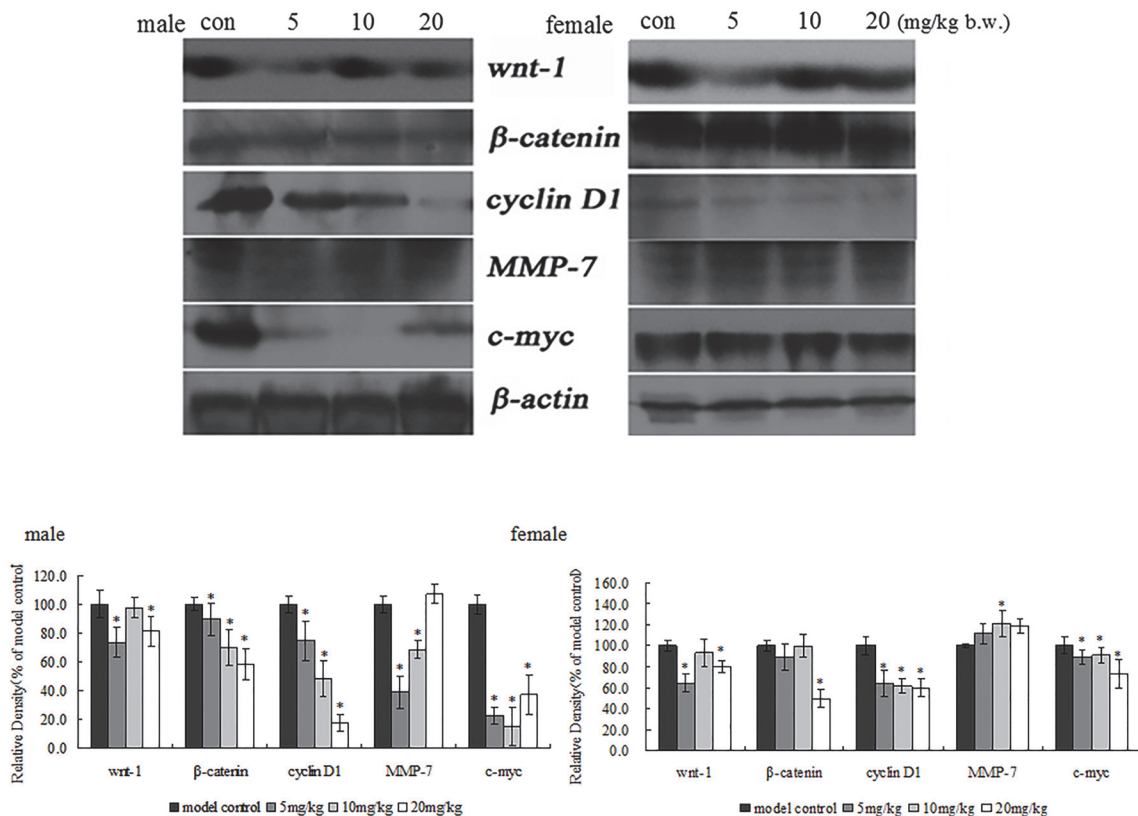 male con 5 10 20 female con 5 10 20 (mg/kg b.w.)
wnt-1
β-catenin
cyclin D1
MMP-7
c-myc
β-actin
male
Relative Density(% of model control)
120.0
100.0
80.0
60.0
40.0
20.0
0.0
* * * * * * * * * * * * *
wnt-1 β-catenin cyclin D1 MMP-7 c-myc
model control 5mg/kg 10mg/kg 20mg/kg
female
Relative Density(% of model control)
160.0
140.0
120.0
100.0
80.0
60.0
40.0
20.0
0.0
* * * * * * * * * *
wnt-1 β-catenin cyclin D1 MMP-7 c-myc
model control 5mg/kg 10mg/kg 20mg/kg